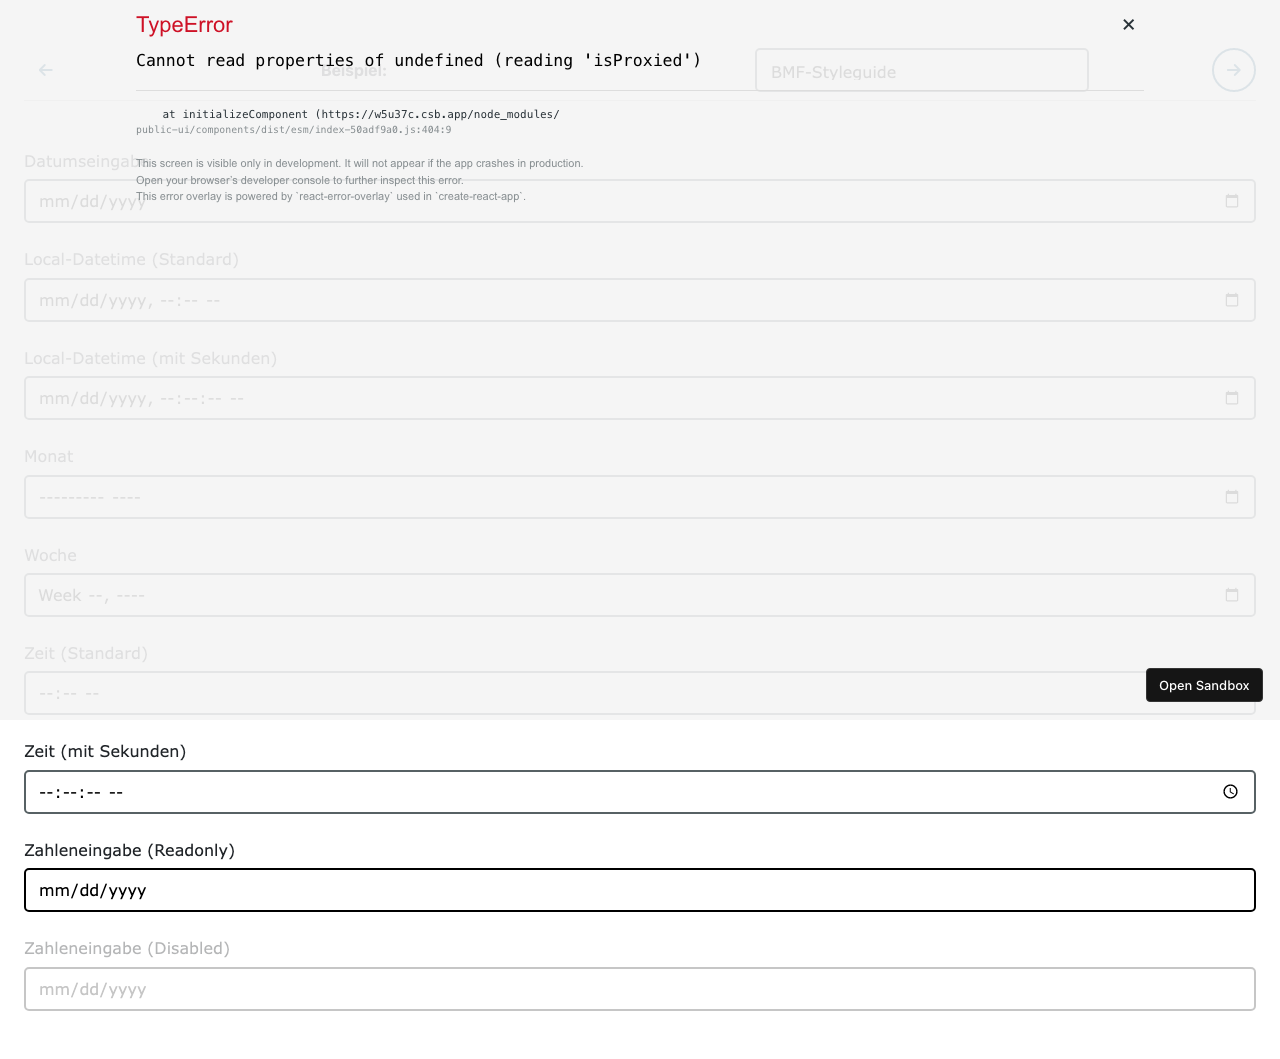 TypeError
Cannot read properties of undefined (reading 'isProxied')
Beispiel:
BMF-Styleguide
at initializeComponent (https://w5u37c.csb.app/node_modules/
public-ui/components/dist/esm/index-50adf9a0.js:404:9
Datumseingabe
This screen is visible only in development. It will not appear if the app crashes in production.
Open your browser’s developer console to further inspect this error.
This error overlay is powered by `react-error-overlay` used in `create-react-app`.
mm/dd/yyyy
Local-Datetime (Standard)
mm/dd/yyyy, --:-- --
Local-Datetime (mit Sekunden)
mm/dd/yyyy, --:--:-- --
Monat
--------- ----
Woche
Week --, ----
Zeit (Standard)
--:-- --
Open Sandbox
Zeit (mit Sekunden)
--:--:-- --
Zahleneingabe (Readonly)
mm/dd/yyyy
Zahleneingabe (Disabled)
mm/dd/yyyy